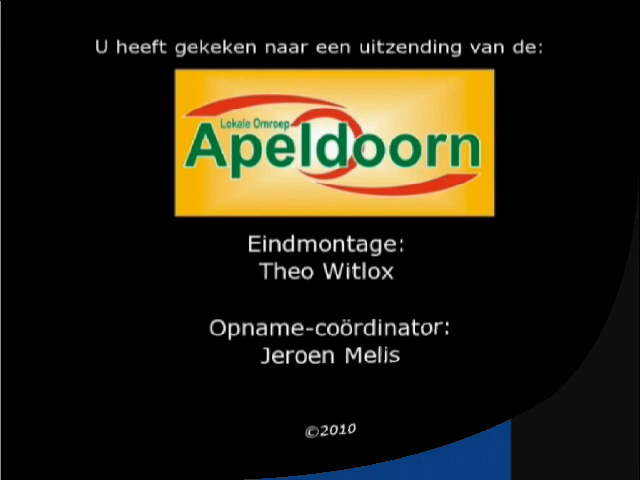 U heeft gekeken naar een uitzending van de:
Lokale Omroep
Apeldoorn
Eindmontage:
Theo Witlox
Opname-coördinator:
Jeroen Melis
©2010